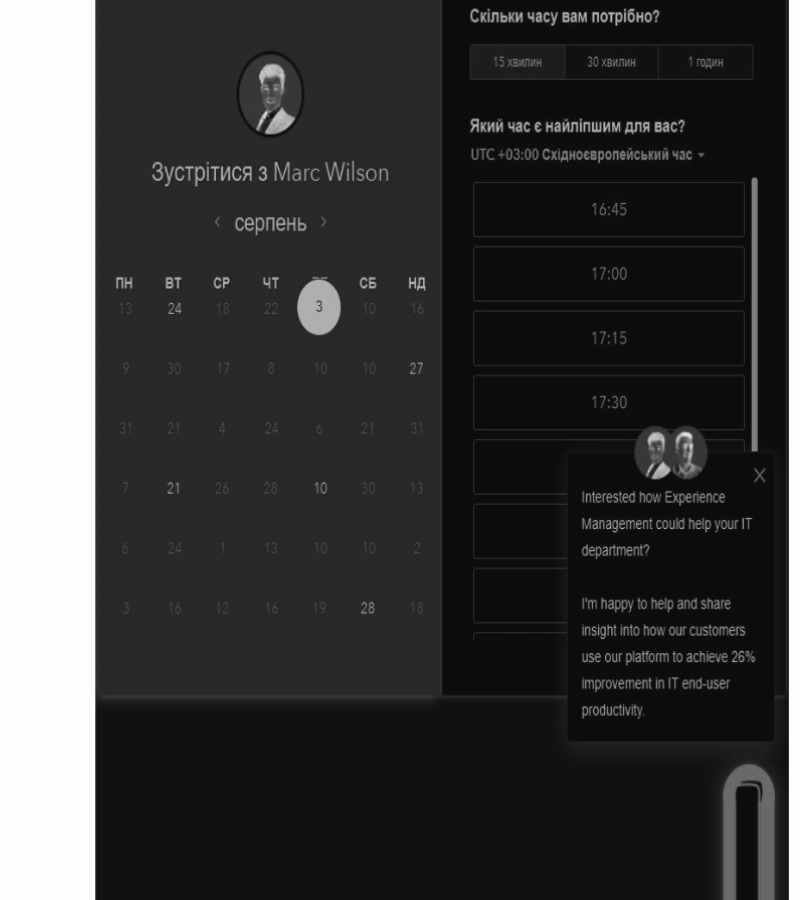 Зустрітися з Marc Wilson
серпень
ПН ВТ СР ЧТ СБ НД
13 24 18 22 3 10 16
9 30 17 8 10 10 27
31 21 4 24 6 21 31
7 21 26 28 10 30 13
6 24 1 13 10 10 2
3 16 12 16 19 28 18
Скільки часу вам потрібно?
15 хвилин 30 хвилин 1 годин
Який час є найліпшим для вас?
UTC +03:00 Східноєвропейський час
16:45
17:00
17:15
17:30
Interested how Experience
Management could help your IT
department?
I'm happy to help and share
insight into how our customers
use our platform to achieve 26%
improvement in IT end-user
productivity.